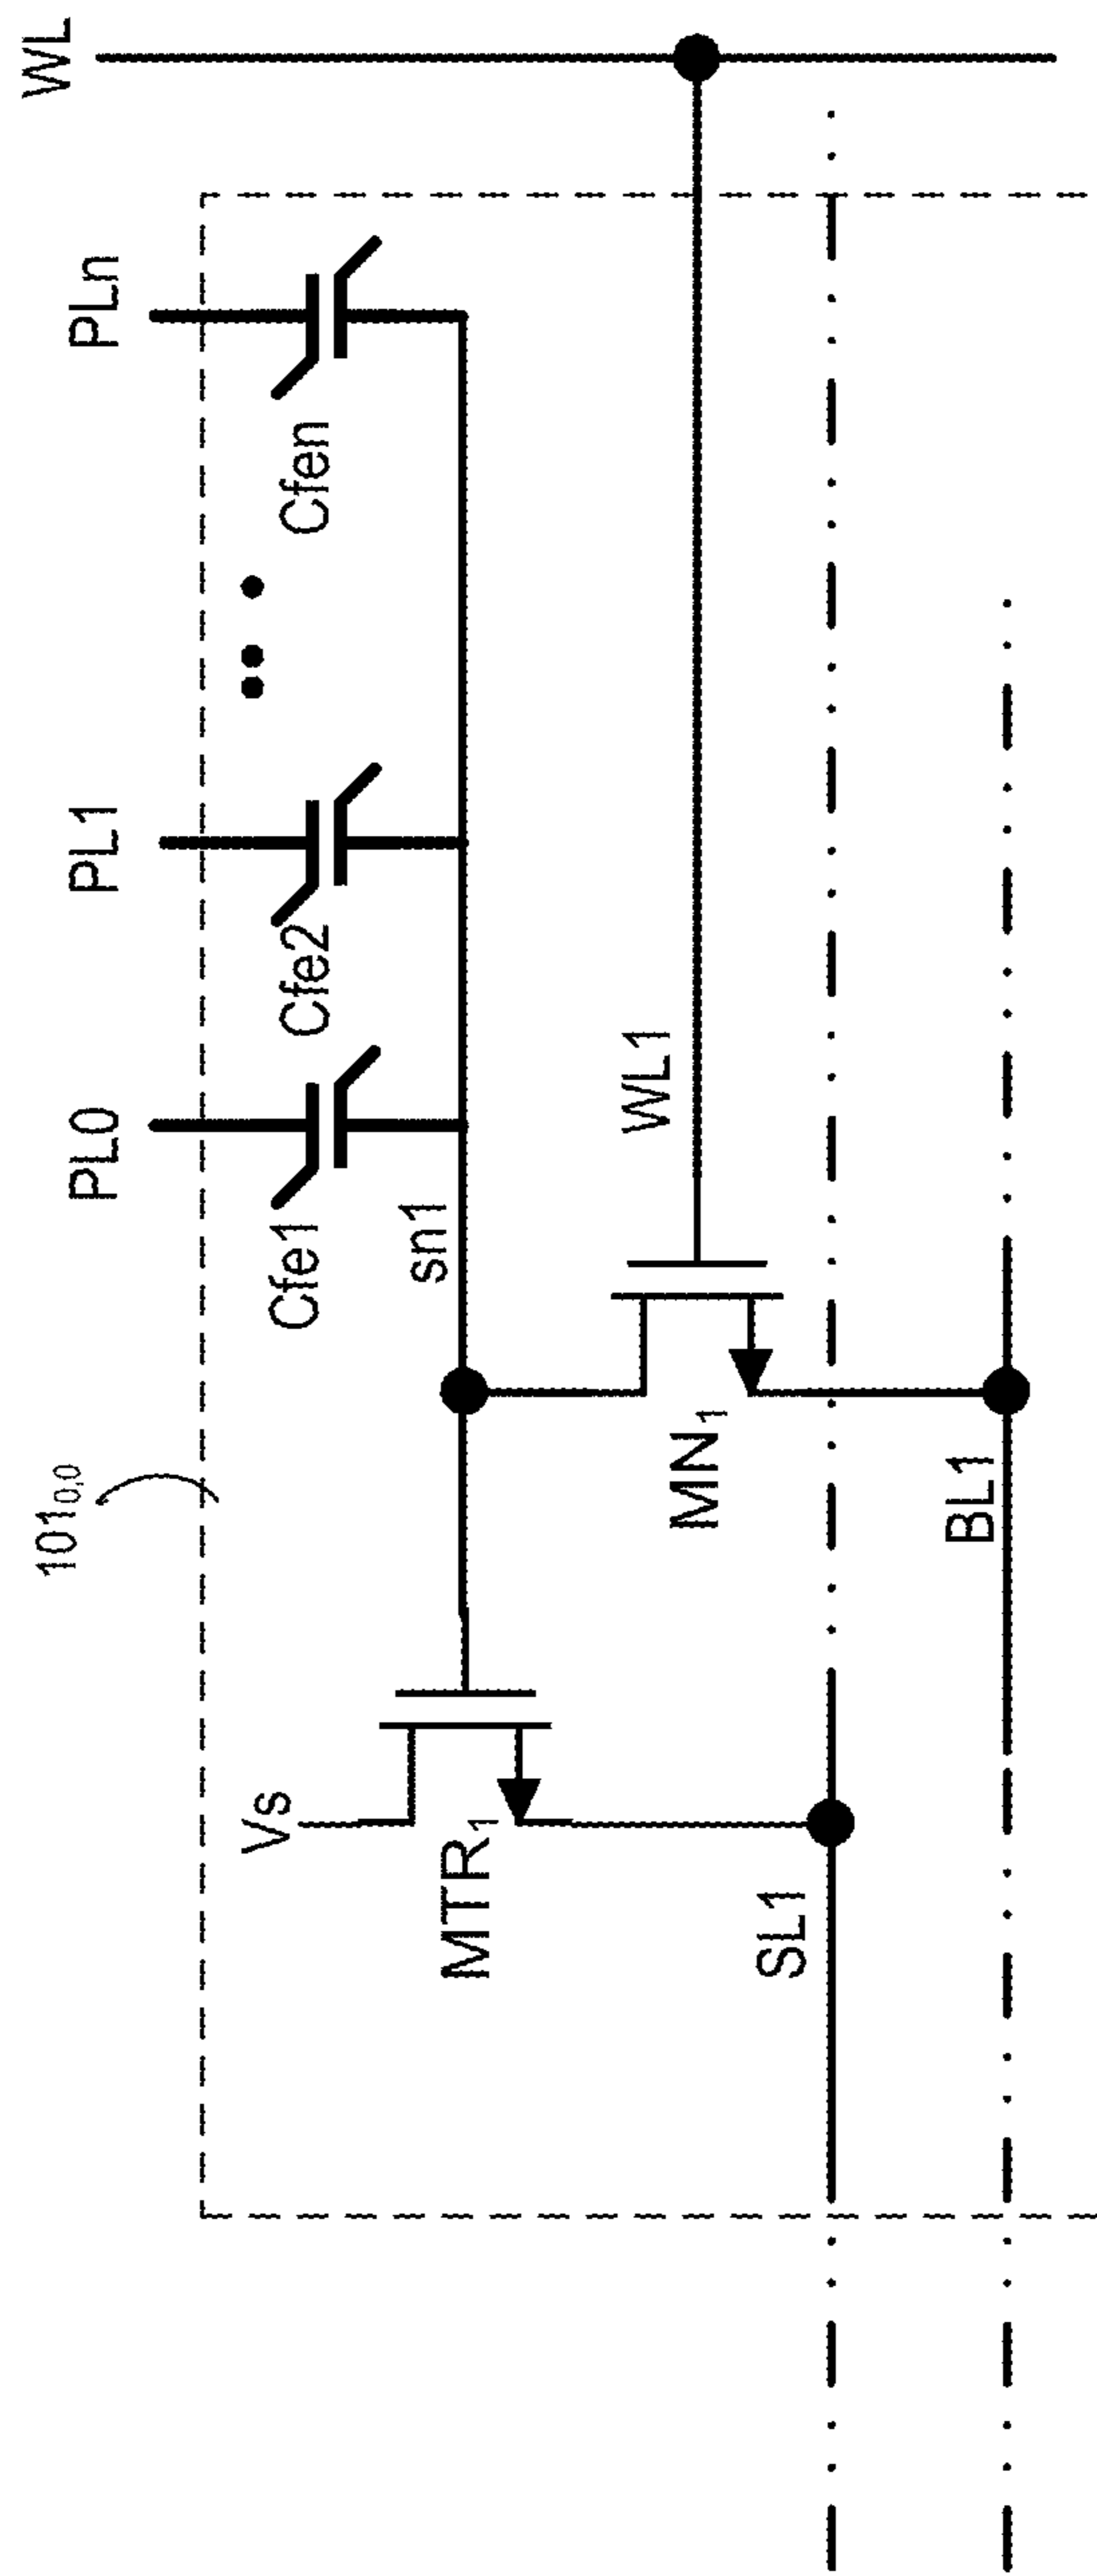 WL
PL0
PL1
PLn
101₀,₀
Cfe1
Cfe2
Cfen
Vs
sn1
MTR₁
WL1
MN₁
SL1
BL1